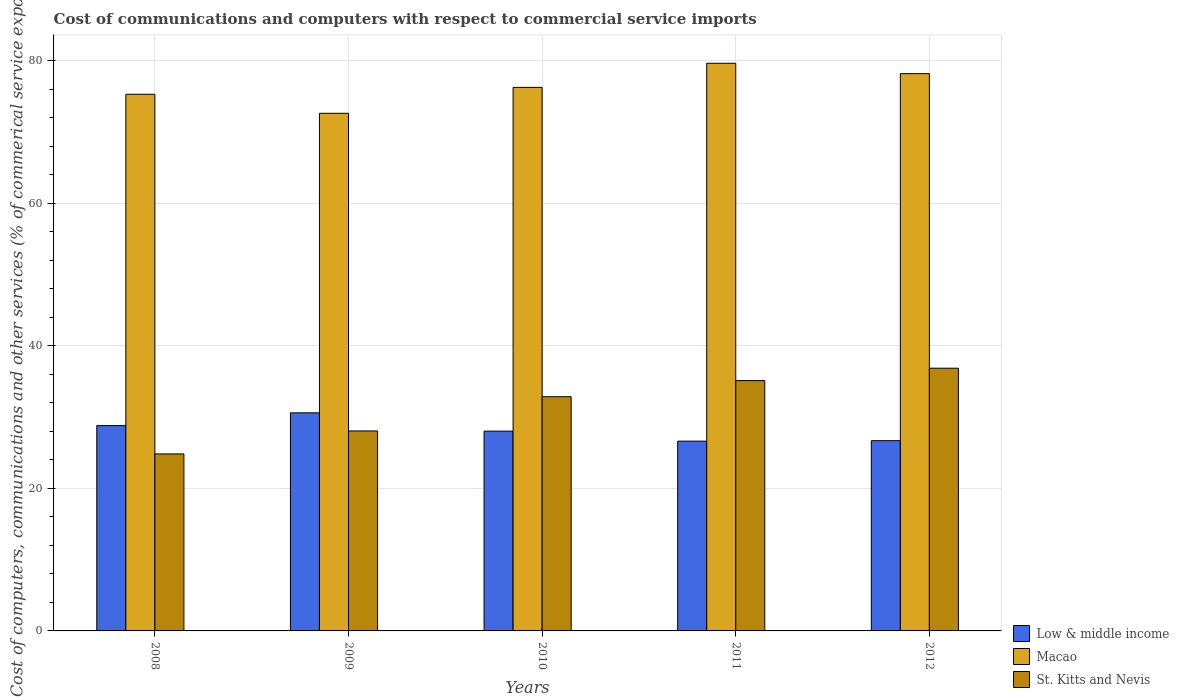 Cost of communications and computers with respect to commercial service imports
Cost of computers, communications and other services (% of commerical service
80
60
40
20
0
2008
2009
2010
2011
2012
Years
Low & middle income
Macao
St. Kitts and Nevis